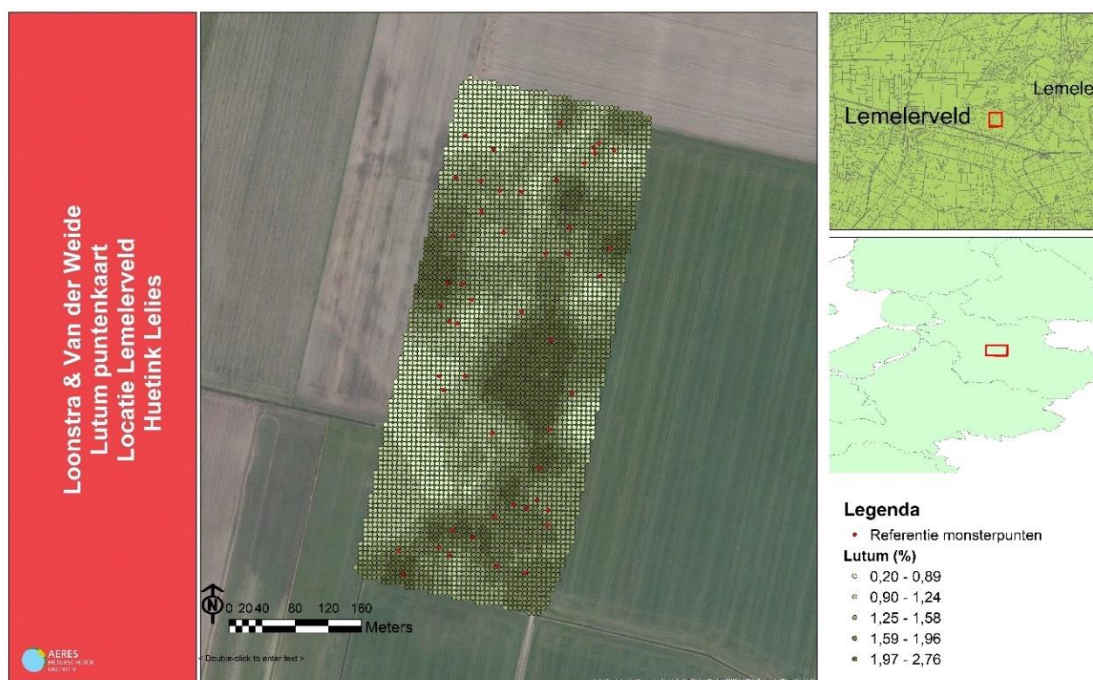 Loonstra & Van der Weide
Lutum puntenkaart
Locatie Lemelerveld
Huetink Lelies
AERES
HOGESCHOOL
DRONTEN
N
0 20 40 80 120 160
Meters
< Double-click to enter text >
Lemelerveld
Lemele
Legenda
Referentie monsterpunten
Lutum (%)
0,20 - 0,89
0,90 - 1,24
1,25 - 1,58
1,59 - 1,96
1,97 - 2,76